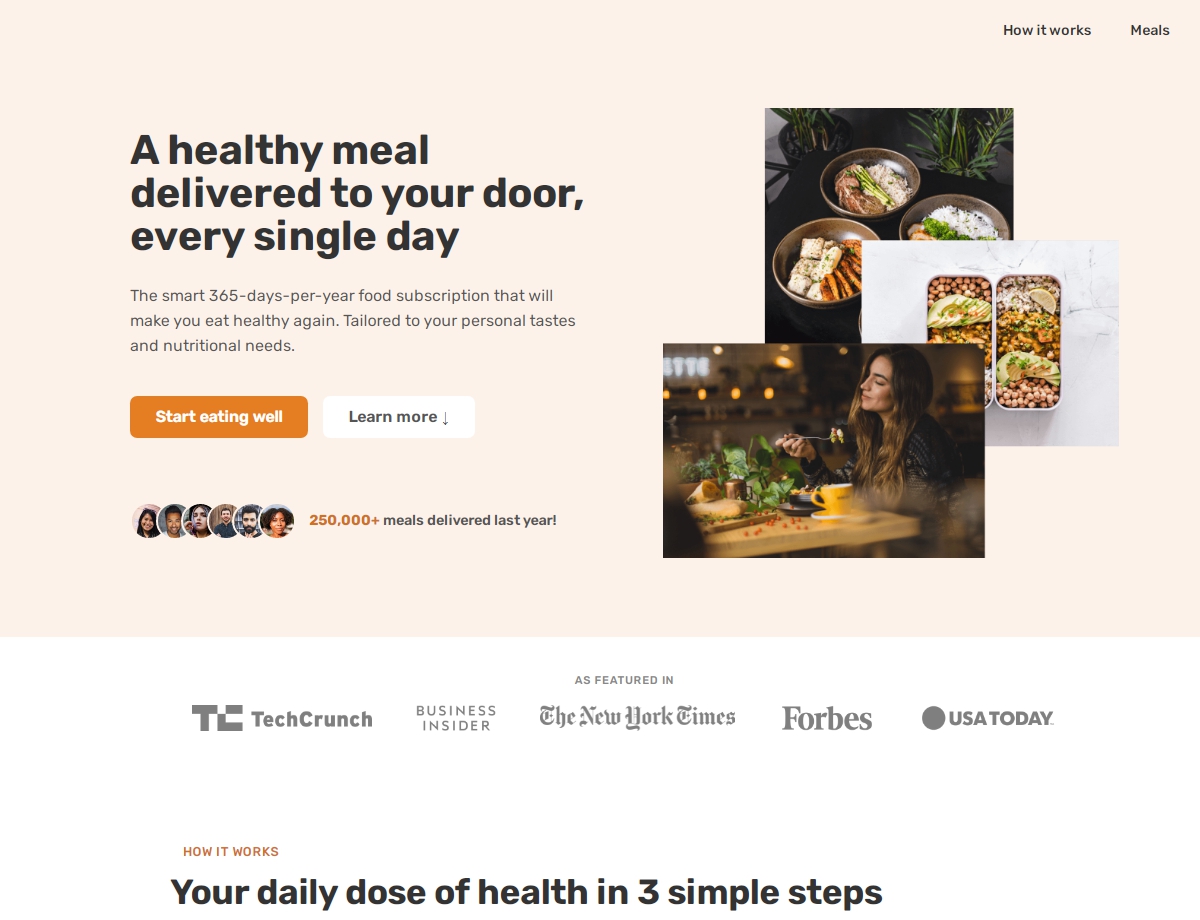 How it works Meals
A healthy meal
delivered to your door,
every single day
The smart 365-days-per-year food subscription that will
make you eat healthy again. Tailored to your personal tastes
and nutritional needs.
Start eating well Learn more ↓
250,000+ meals delivered last year!
AS FEATURED IN
TC TechCrunch
BUSINESS
INSIDER
The New York Times
Forbes
USA TODAY
HOW IT WORKS
Your daily dose of health in 3 simple steps